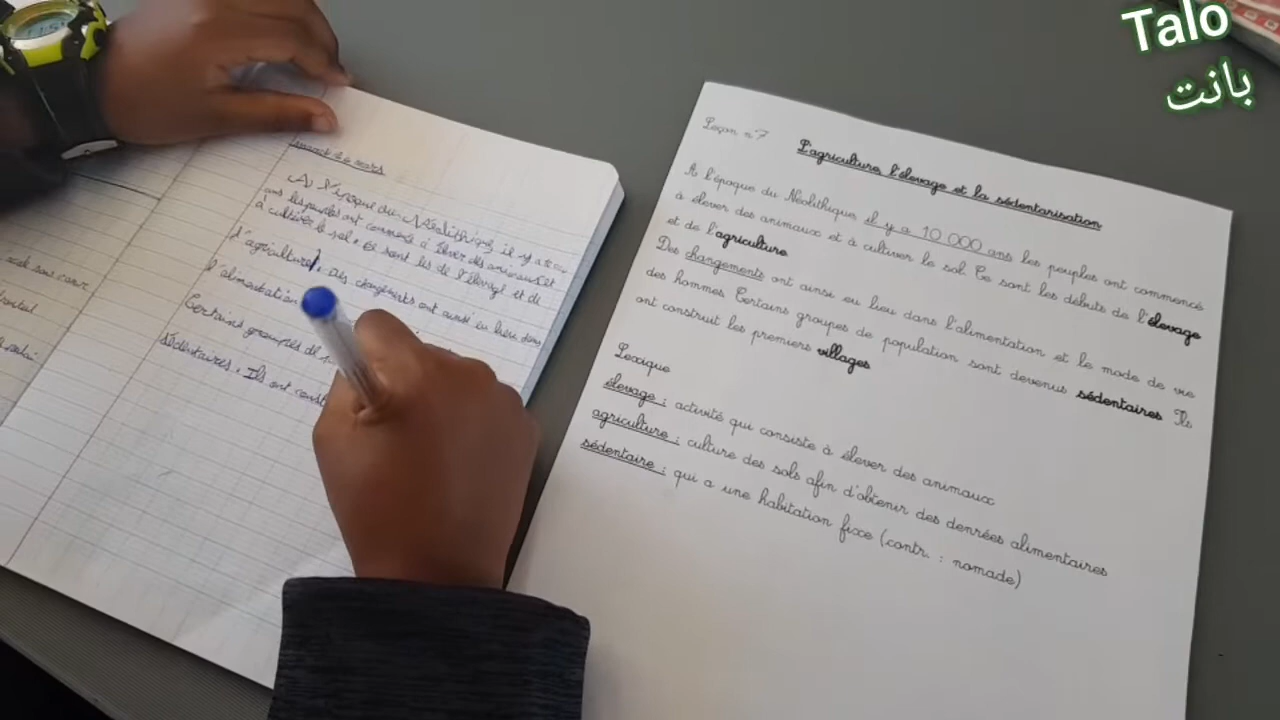 Talo
بانت
mars
A l'époque du Néolithique il y a
ans les peuples ont commencé à élever des animaux et
à cultiver le sol. Ce sont les de l'élevage et de
l'agriculture. Des changements ont ainsi eu lieu dans
l'alimentation
Certains groupes de
sédentaires. Ils ont const
Leçon n°7
L'agriculture, l'élevage et la sédentarisation
A l'époque du Néolithique il y a 10 000 ans les peuples ont commencé
à élever des animaux et à cultiver le sol Ce sont les débuts de l'élevage
et de l'agriculture.
Des changements ont ainsi eu lieu dans l'alimentation et le mode de vie
des hommes Certains groupes de population sont devenus sédentaires Ils
ont construit les premiers villages
Lexique
élevage : activité qui consiste à élever des animaux
agriculture : culture des sols afin d'obtenir des denrées alimentaires
sédentaire : qui a une habitation fixe (contr. : nomade)